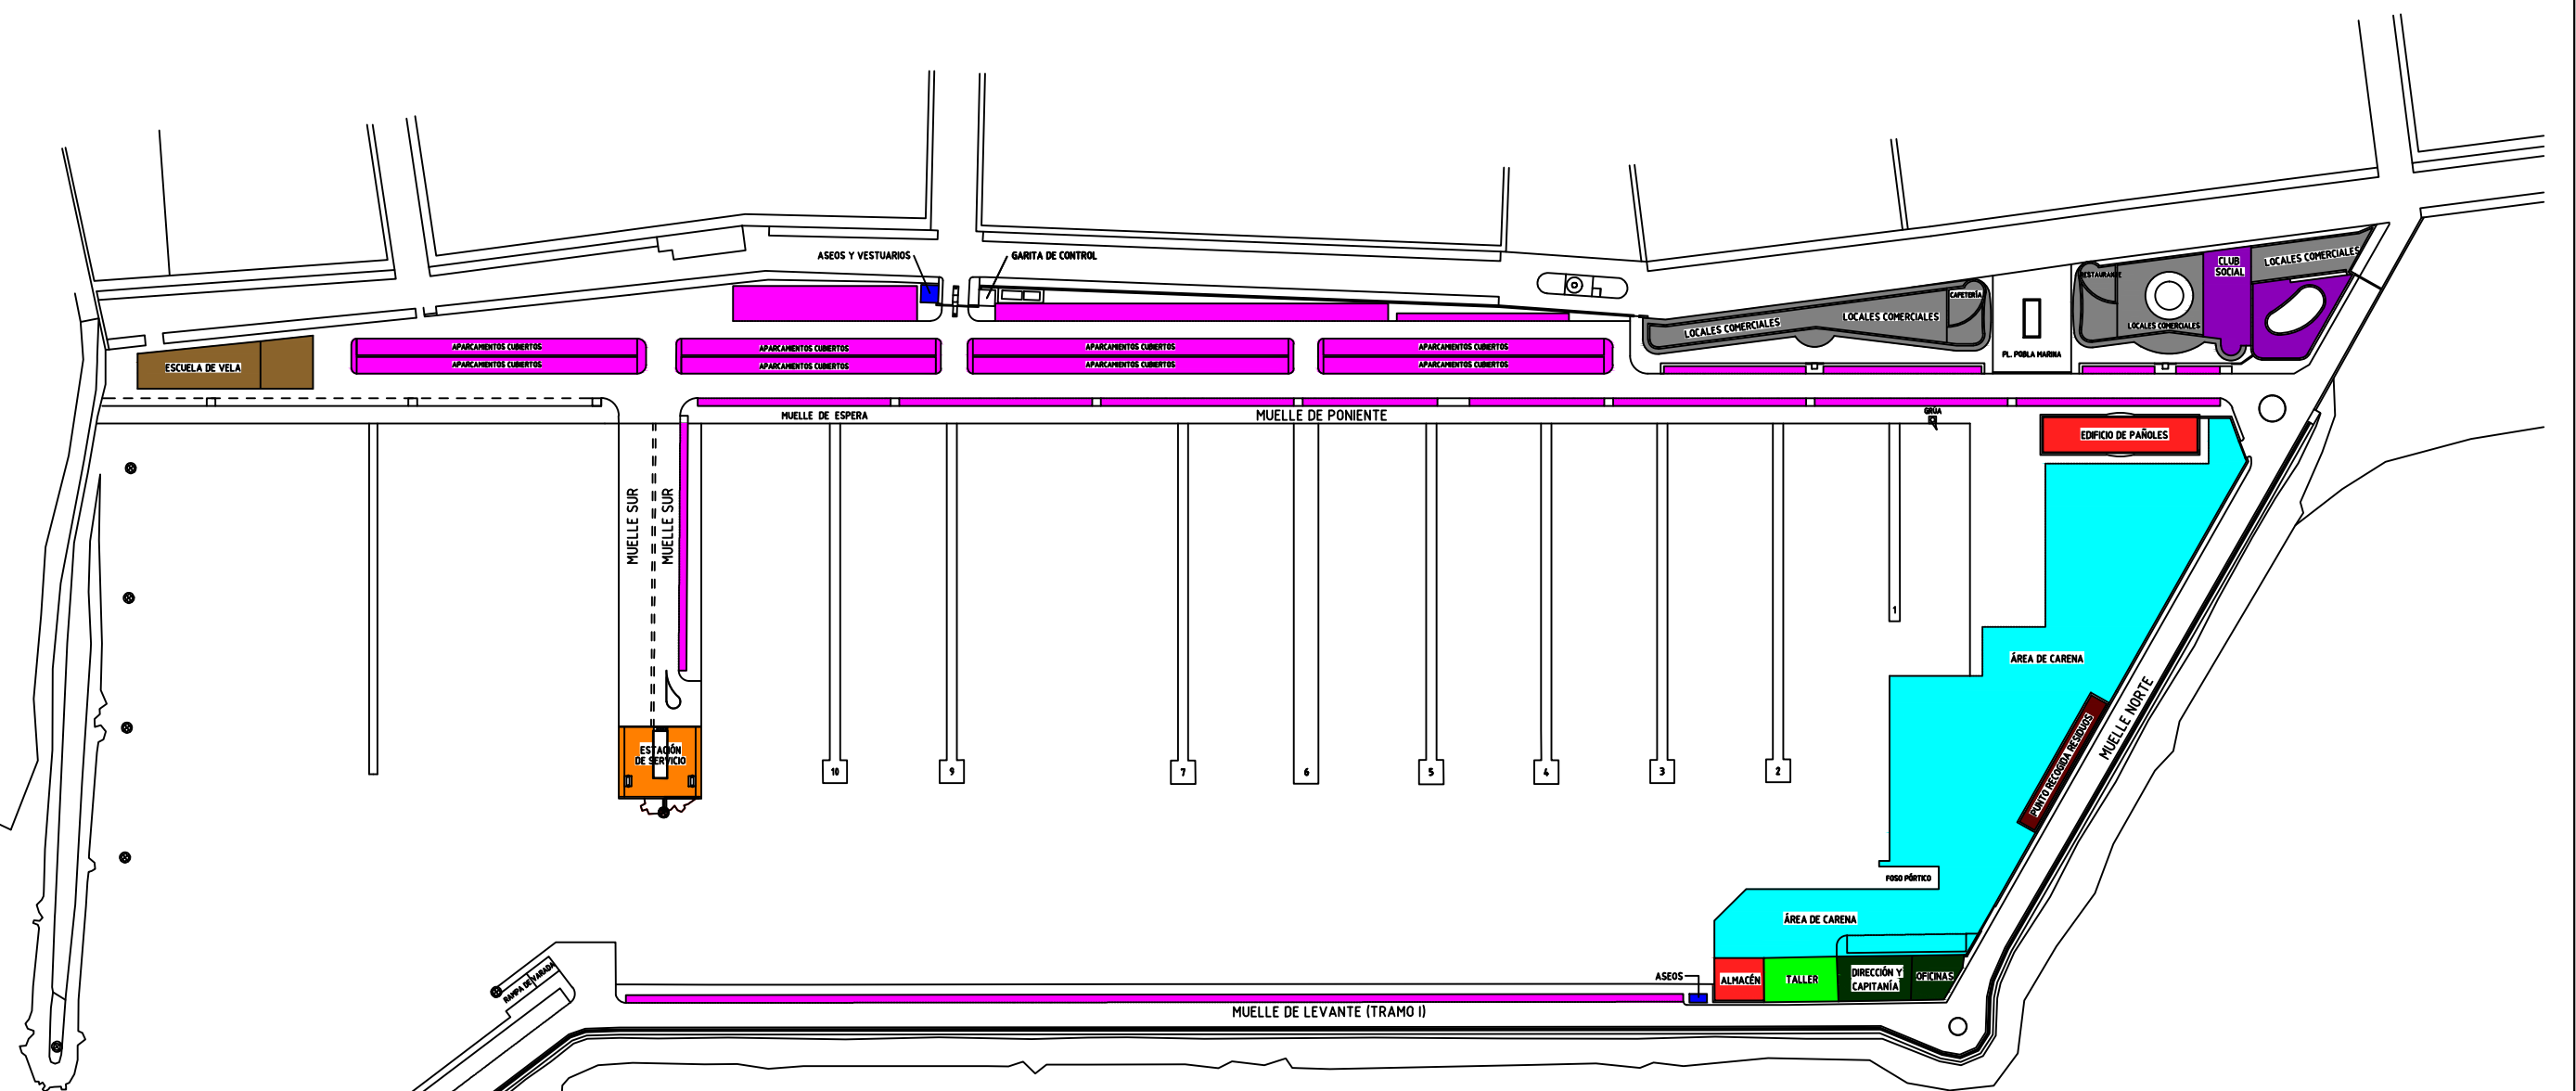 ASEOS Y VESTUARIOS
GARITA DE CONTROL
CLUB
SOCIAL
LOCALES COMERCIALES
RESTAURANTE
CAFETERÍA
LOCALES COMERCIALES
LOCALES COMERCIALES
LOCALES COMERCIALES
PL. POBLA MARINA
ESCUELA DE VELA
APARCAMIENTOS CUBIERTOS
APARCAMIENTOS CUBIERTOS
APARCAMIENTOS CUBIERTOS
APARCAMIENTOS CUBIERTOS
APARCAMIENTOS CUBIERTOS
APARCAMIENTOS CUBIERTOS
APARCAMIENTOS CUBIERTOS
APARCAMIENTOS CUBIERTOS
MUELLE DE ESPERA
MUELLE DE PONIENTE
GRÚA
EDIFICIO DE PAÑOLES
MUELLE SUR
MUELLE SUR
1
ÁREA DE CARENA
MUELLE NORTE
PUNTO RECOGIDA RESIDUOS
ESTACIÓN
DE SERVICIO
10
9
7
6
5
4
3
2
FOSO PÓRTICO
ÁREA DE CARENA
RAMPA DE VARADA
ASEOS
ALMACÉN
TALLER
DIRECCIÓN Y
CAPITANÍA
OFICINAS
MUELLE DE LEVANTE (TRAMO I)